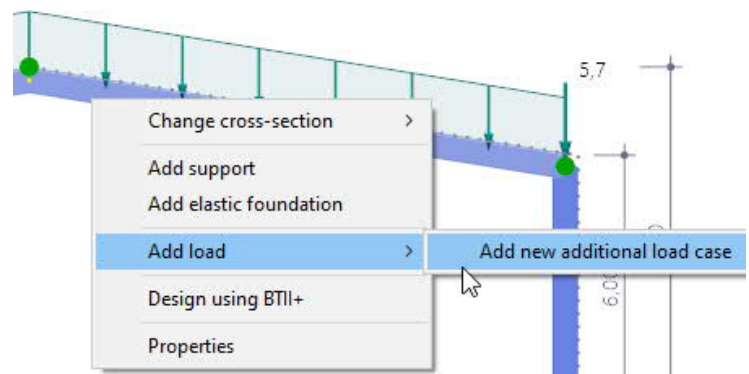 5,7
Change cross-section
Add support
Add elastic foundation
Add load
Add new additional load case
Design using BTII+
Properties